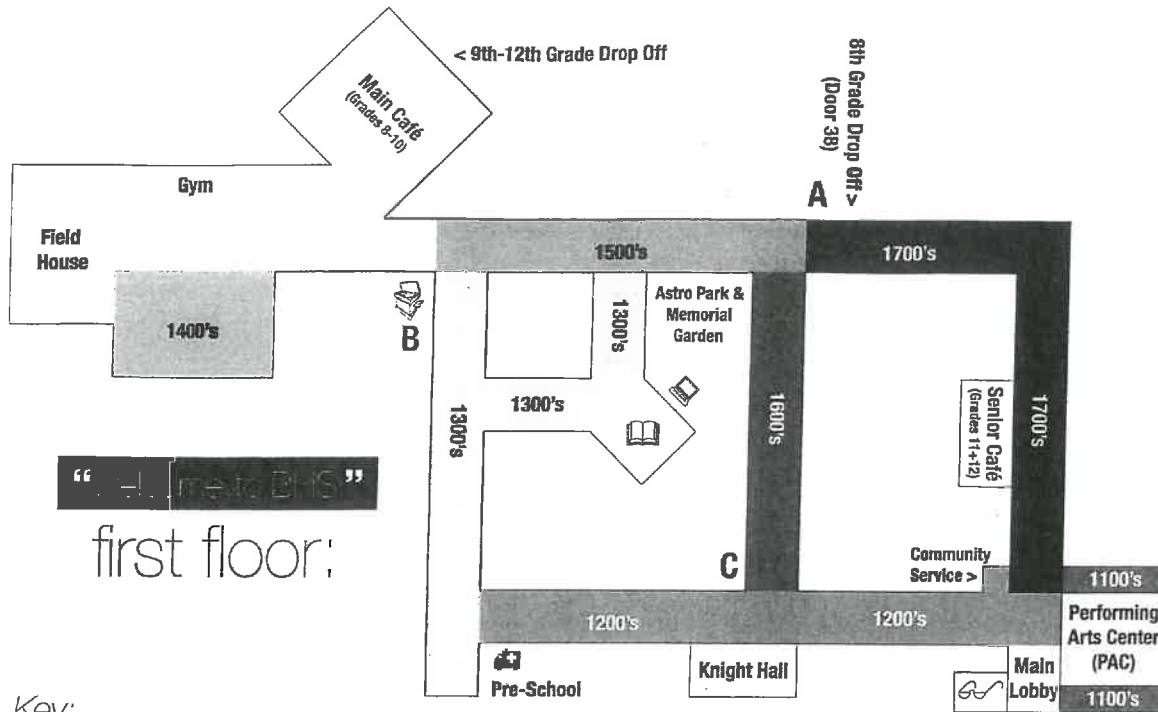 < 9th-12th Grade Drop Off
8th Grade Drop Off >
(Door 38)
Main Café
(Grades 8-10)
A
Gym
Field
House
1500's
1700's
1400's
B
1300's
Astro Park &
Memorial
Garden
1300's
1300's
1600's
Senior Café
(Grades 11+12)
1700's
first floor:
C
Community
Service >
1100's
1200's
1200's
Performing
Arts Center
(PAC)
Pre-School
Knight Hall
Main
Lobby
1100's
Key: